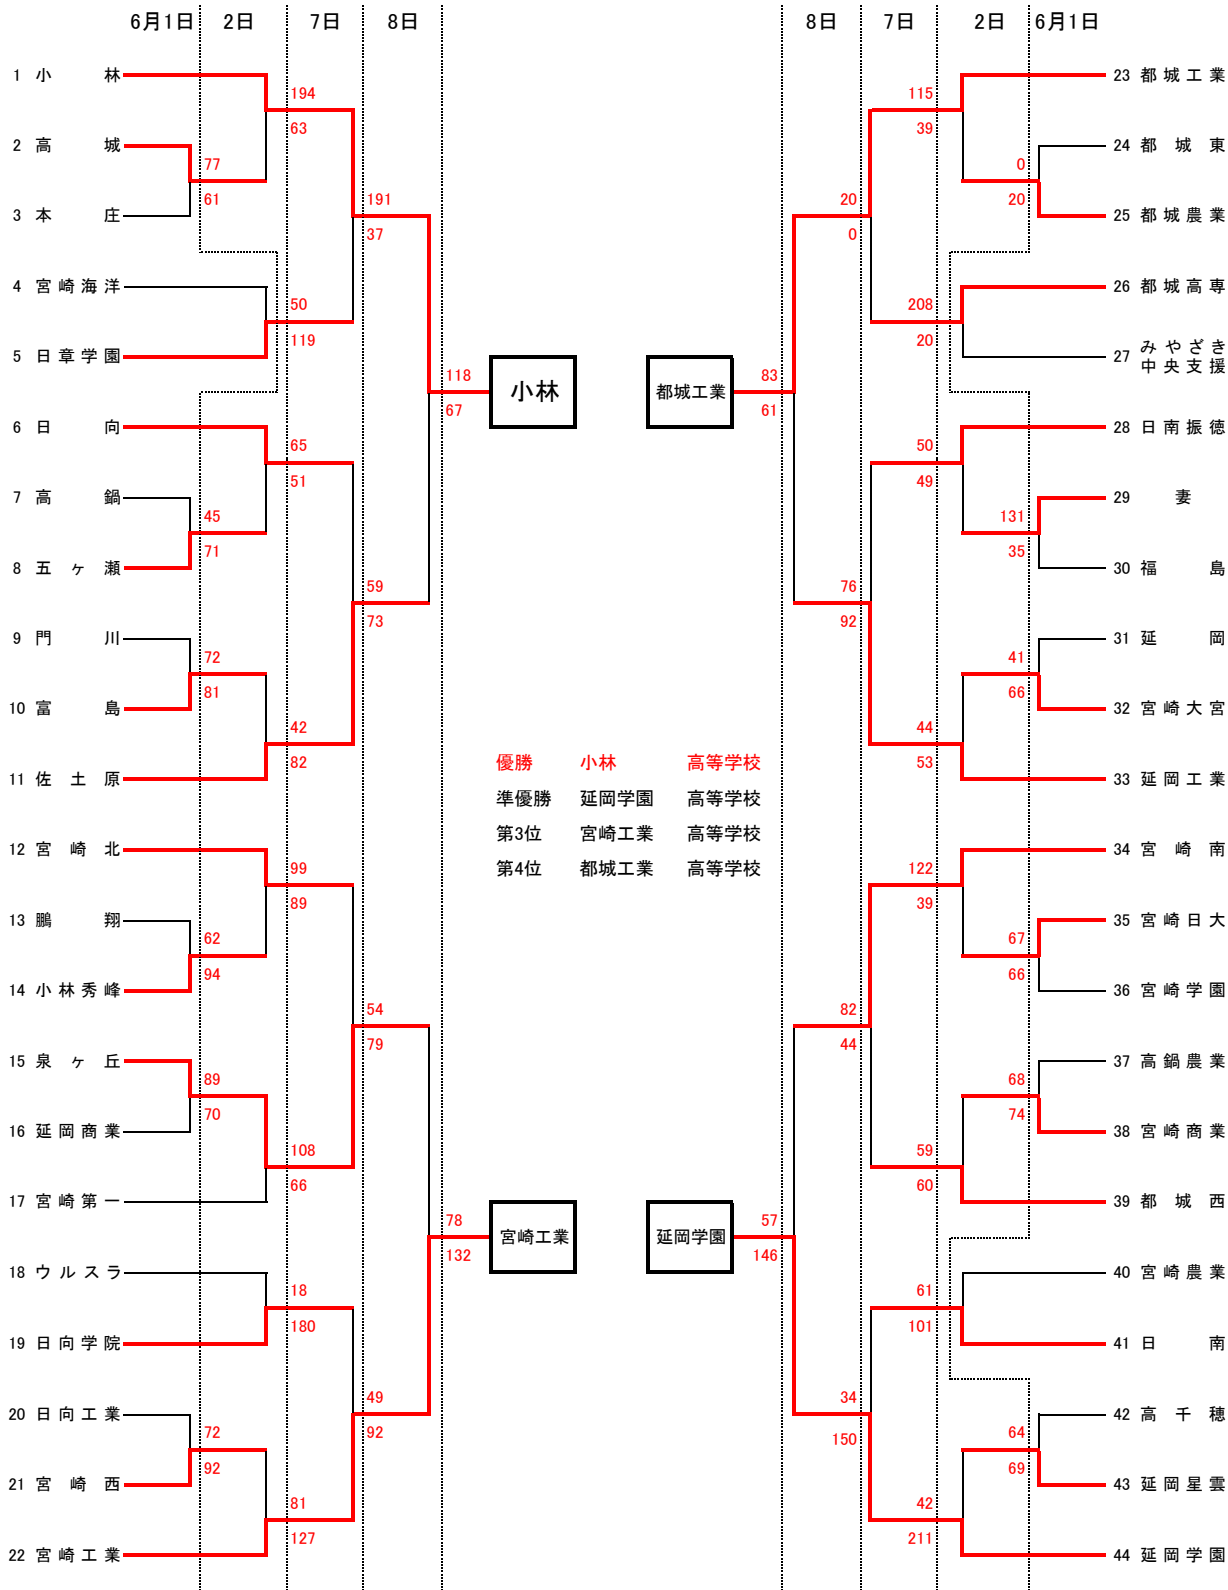 6月1日 2日 7日 8日 8日 7日 2日 6月1日
1 小林
194
63
2 高城
77
61
3 本庄
191
37
4 宮崎海洋
50
119
5 日章学園
118
67
小林
6 日向
65
51
7 高鍋
45
71
8 五ヶ瀬
59
73
9 門川
72
81
10 富島
42
82
11 佐土原
12 宮崎北
99
89
13 鵬翔
62
94
14 小林秀峰
54
79
15 泉ヶ丘
89
70
16 延岡商業
108
66
17 宮崎第一
78
132
宮崎工業
18 ウルスラ
18
180
19 日向学院
49
92
20 日向工業
72
92
21 宮崎西
81
127
22 宮崎工業
優勝 小林 高等学校
準優勝 延岡学園 高等学校
第3位 宮崎工業 高等学校
第4位 都城工業 高等学校
23 都城工業
115
39
24 都城東
0
20
25 都城農業
20
0
26 都城高専
208
20
27 みやざき
中央支援
都城工業
83
61
28 日南振徳
50
49
29 妻
131
35
30 福島
76
92
31 延岡
41
66
32 宮崎大宮
44
53
33 延岡工業
34 宮崎南
122
39
35 宮崎日大
67
66
36 宮崎学園
82
44
37 高鍋農業
68
74
38 宮崎商業
59
60
39 都城西
延岡学園
57
146
40 宮崎農業
61
101
41 日南
34
150
42 高千穂
64
69
43 延岡星雲
42
211
44 延岡学園